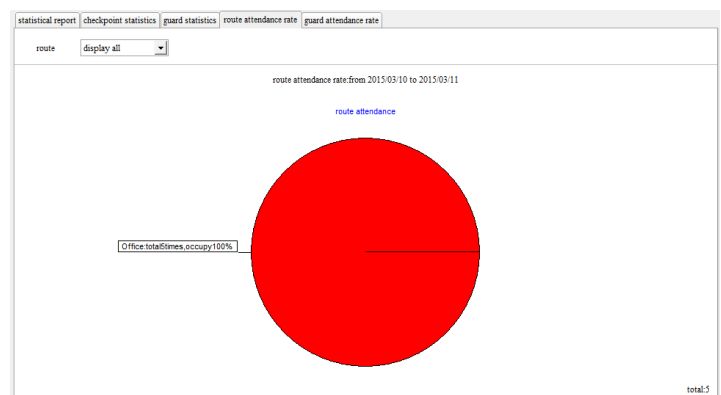 statistical report checkpoint statistics guard statistics route attendance rate guard attendance rate
route display all
route attendance rate:from 2015/03/10 to 2015/03/11
route attendance
Office:total5times,occupy100%
total:5